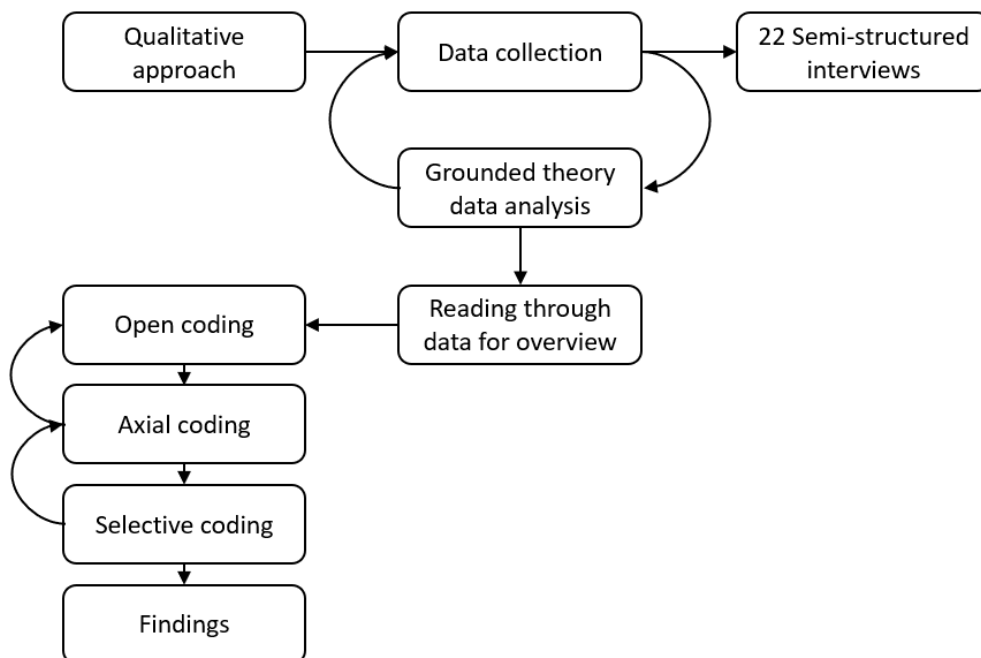 Qualitative
approach
Data collection
22 Semi-structured
interviews
Grounded theory
data analysis
Reading through
data for overview
Open coding
Axial coding
Selective coding
Findings